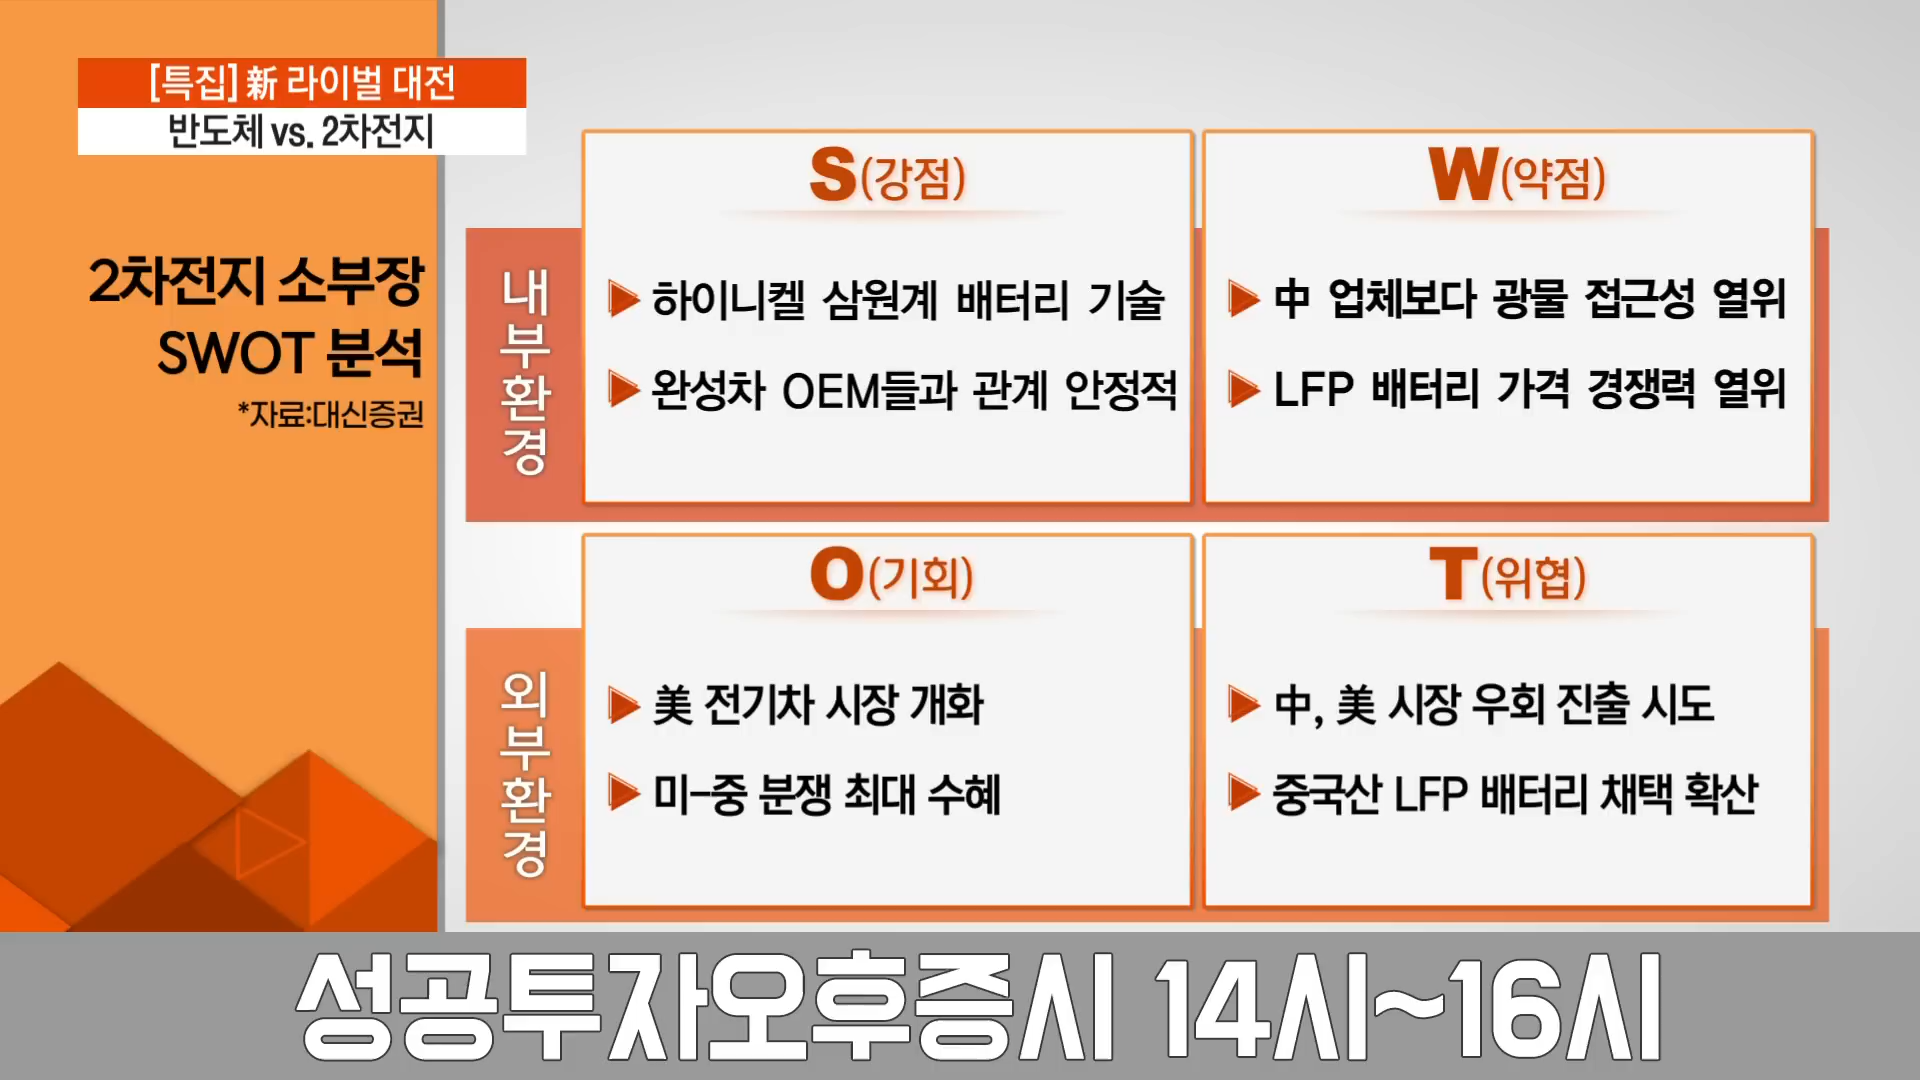 [특집] 新 라이벌 대전
반도체 vs. 2차전지
2차전지 소부장
SWOT 분석
*자료:대신증권
내부환경
S(강점)
하이니켈 삼원계 배터리 기술
완성차 OEM들과 관계 안정적
W(약점)
中 업체보다 광물 접근성 열위
LFP 배터리 가격 경쟁력 열위
외부환경
O(기회)
美 전기차 시장 개화
미-중 분쟁 최대 수혜
T(위협)
中, 美 시장 우회 진출 시도
중국산 LFP 배터리 채택 확산
성공투자오후증시 14시~16시